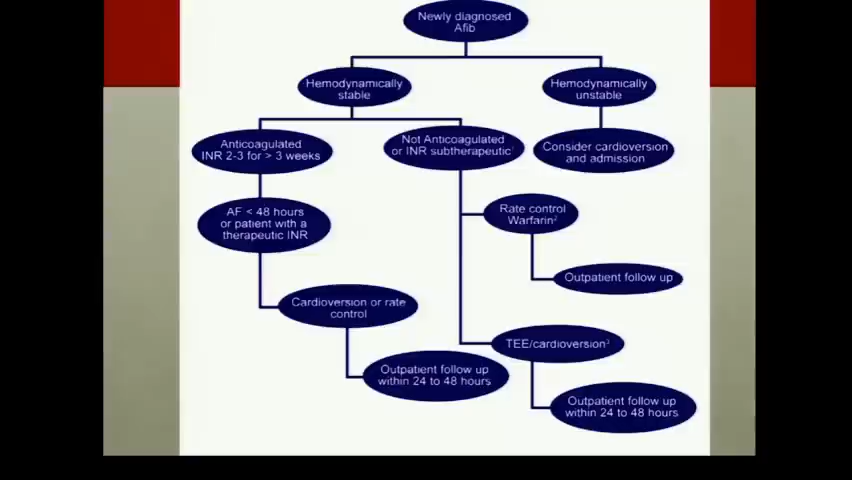 Newly diagnosed
Afib
Hemodynamically
stable
Hemodynamically
unstable
Anticoagulated
INR 2-3 for > 3 weeks
Not Anticoagulated
or INR subtherapeutic¹
Consider cardioversion
and admission
AF < 48 hours
or patient with a
therapeutic INR
Rate control
Warfarin²
Outpatient follow up
Cardioversion or rate
control
TEE/cardioversion³
Outpatient follow up
within 24 to 48 hours
Outpatient follow up
within 24 to 48 hours